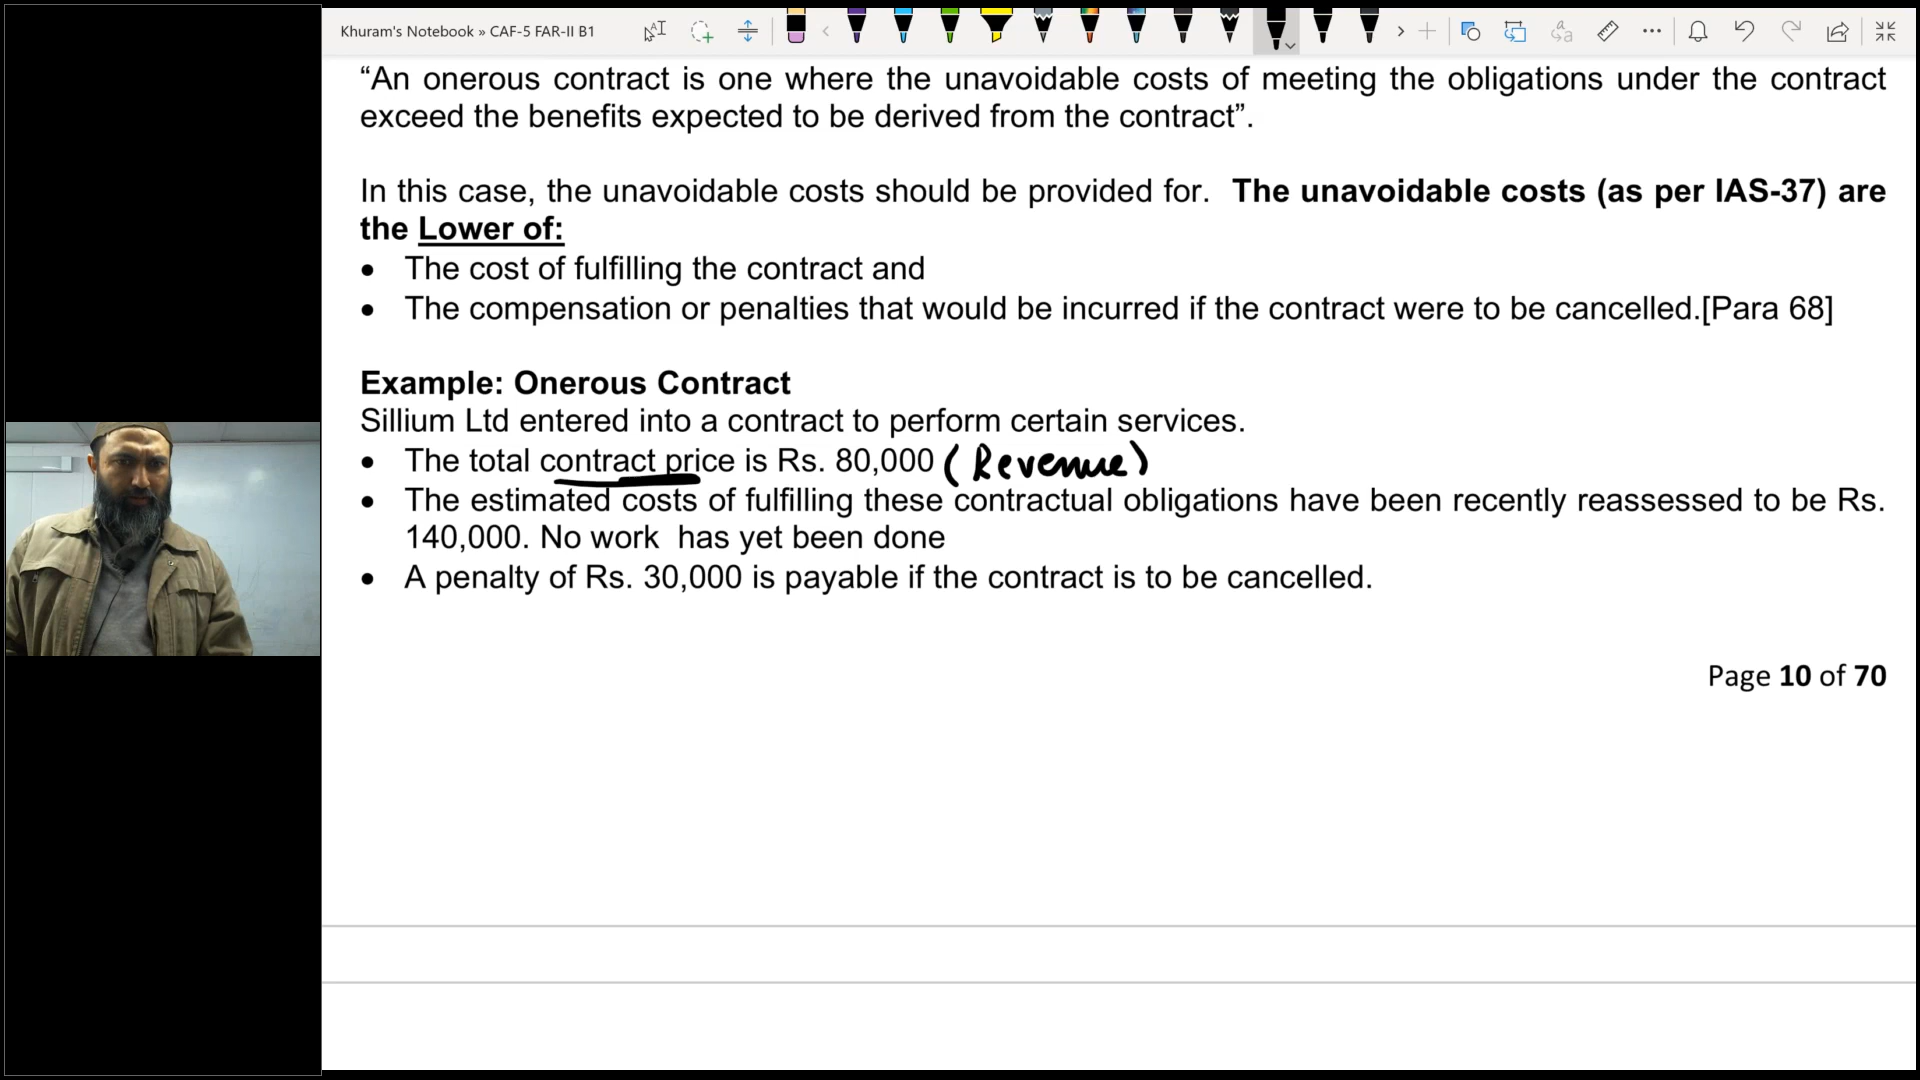 Khuram's Notebook » CAF-5 FAR-II B1
“An onerous contract is one where the unavoidable costs of meeting the obligations under the contract
exceed the benefits expected to be derived from the contract”.
In this case, the unavoidable costs should be provided for. The unavoidable costs (as per IAS-37) are
the Lower of:
• The cost of fulfilling the contract and
• The compensation or penalties that would be incurred if the contract were to be cancelled.[Para 68]
Example: Onerous Contract
Sillium Ltd entered into a contract to perform certain services.
• The total contract price is Rs. 80,000 (Revenue)
• The estimated costs of fulfilling these contractual obligations have been recently reassessed to be Rs.
140,000. No work has yet been done
• A penalty of Rs. 30,000 is payable if the contract is to be cancelled.
Page 10 of 70